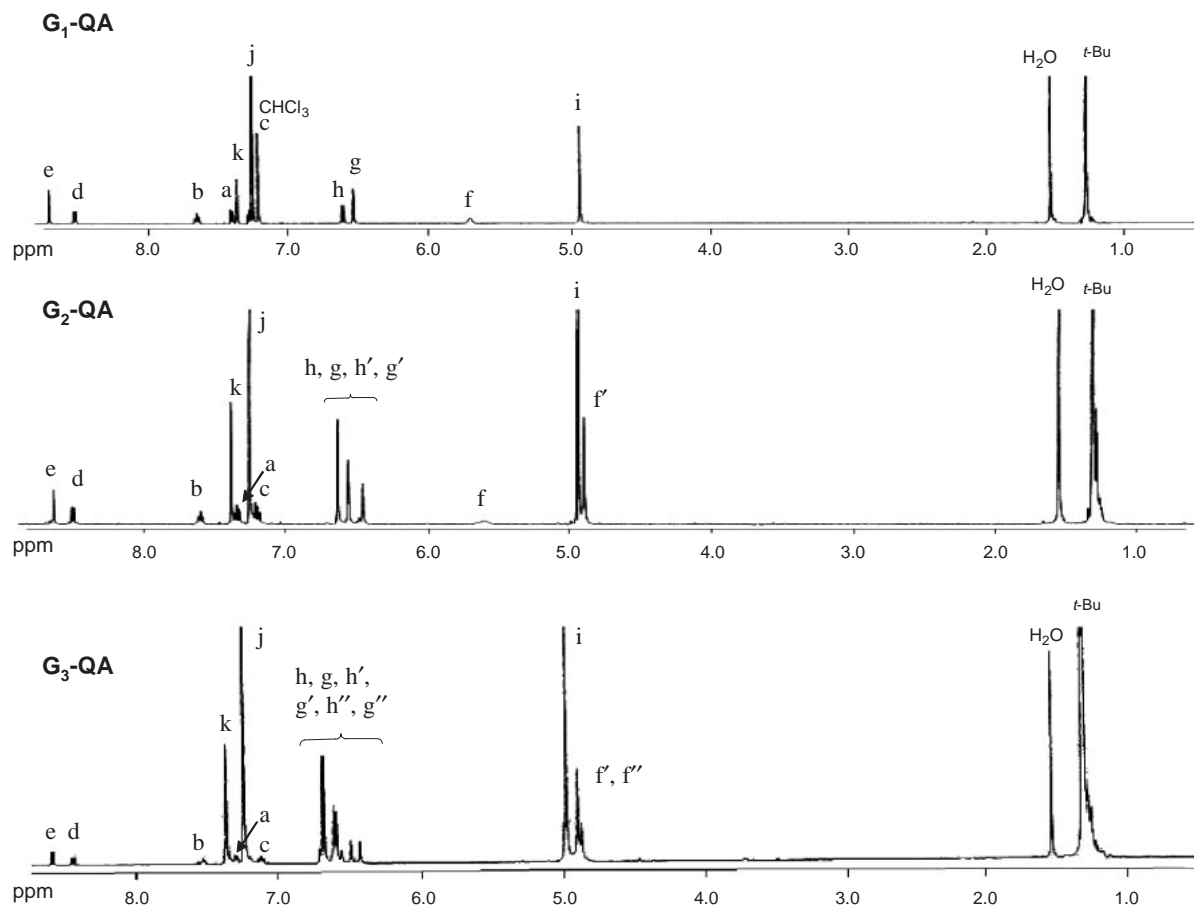 G₁-QA
j
CHCl₃
c
k
e
d
b
a
h
g
f
i
H₂O
t-Bu
ppm
8.0 7.0 6.0 5.0 4.0 3.0 2.0 1.0
G₂-QA
j
h, g, h′, g′
k
a
e
d
b
c
f
i
f′
H₂O
t-Bu
ppm
8.0 7.0 6.0 5.0 4.0 3.0 2.0 1.0
G₃-QA
j
h, g, h′,
g′, h″, g″
k
a
e
d
b
c
i
f′, f″
H₂O
t-Bu
ppm
8.0 7.0 6.0 5.0 4.0 3.0 2.0 1.0